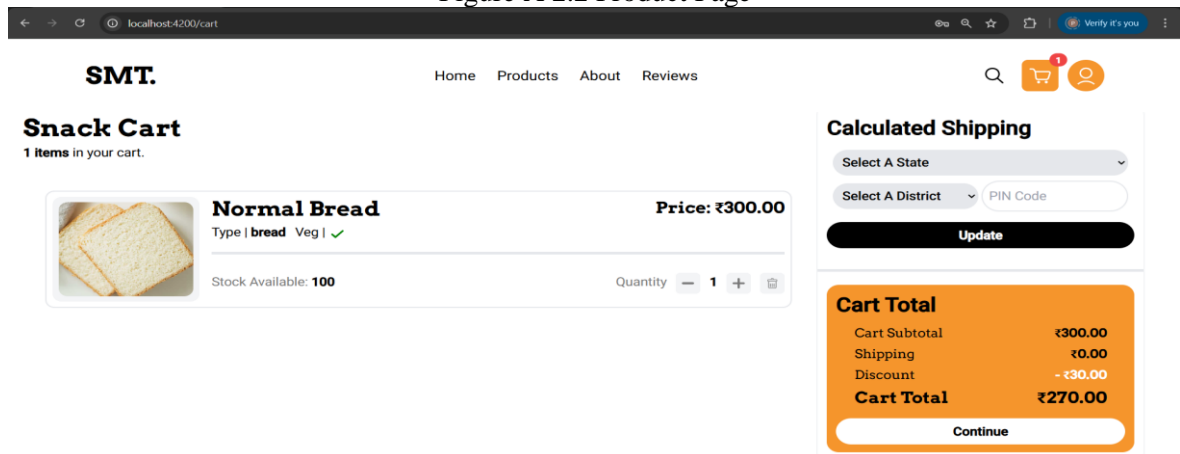 localhost:4200/cart
Verify it's you
SMT.
Home Products About Reviews
1
Snack Cart
1 items in your cart.
Normal Bread
Price: ₹300.00
Type | bread Veg |
Stock Available: 100
Quantity — 1 +
Calculated Shipping
Select A State
Select A District
PIN Code
Update
Cart Total
Cart Subtotal ₹300.00
Shipping ₹0.00
Discount - ₹30.00
Cart Total ₹270.00
Continue